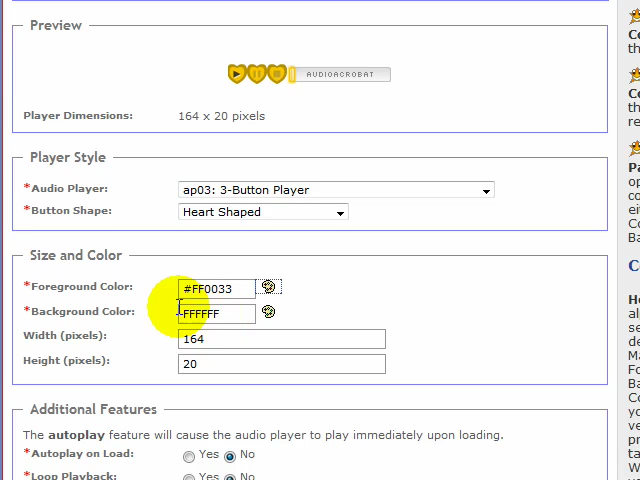 Preview
AUDIOACROBAT
Player Dimensions: 164 x 20 pixels
Player Style
*Audio Player: ap03: 3-Button Player
*Button Shape: Heart Shaped
Size and Color
*Foreground Color: #FF0033
*Background Color: FFFFFF
Width (pixels): 164
Height (pixels): 20
Additional Features
The autoplay feature will cause the audio player to play immediately upon loading.
*Autoplay on Load: Yes No
*Loop Playback: Yes No